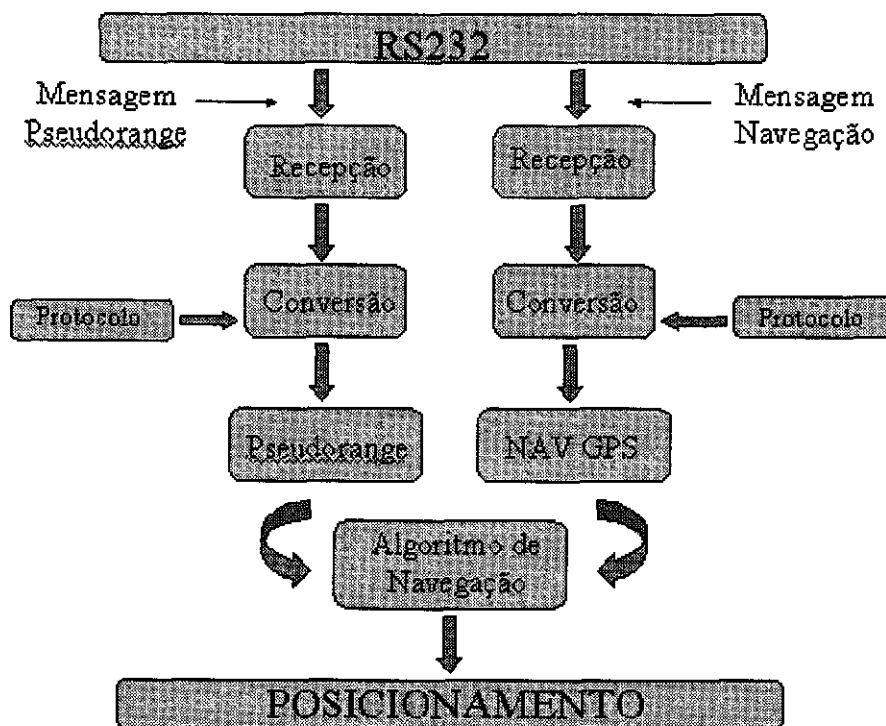 RS232
Mensagem
Pseudorange
Mensagem
Navegação
Recepção
Recepção
Conversão
Conversão
Protocolo
Protocolo
Pseudorange
NAV GPS
Algoritmo de
Navegação
POSICIONAMENTO